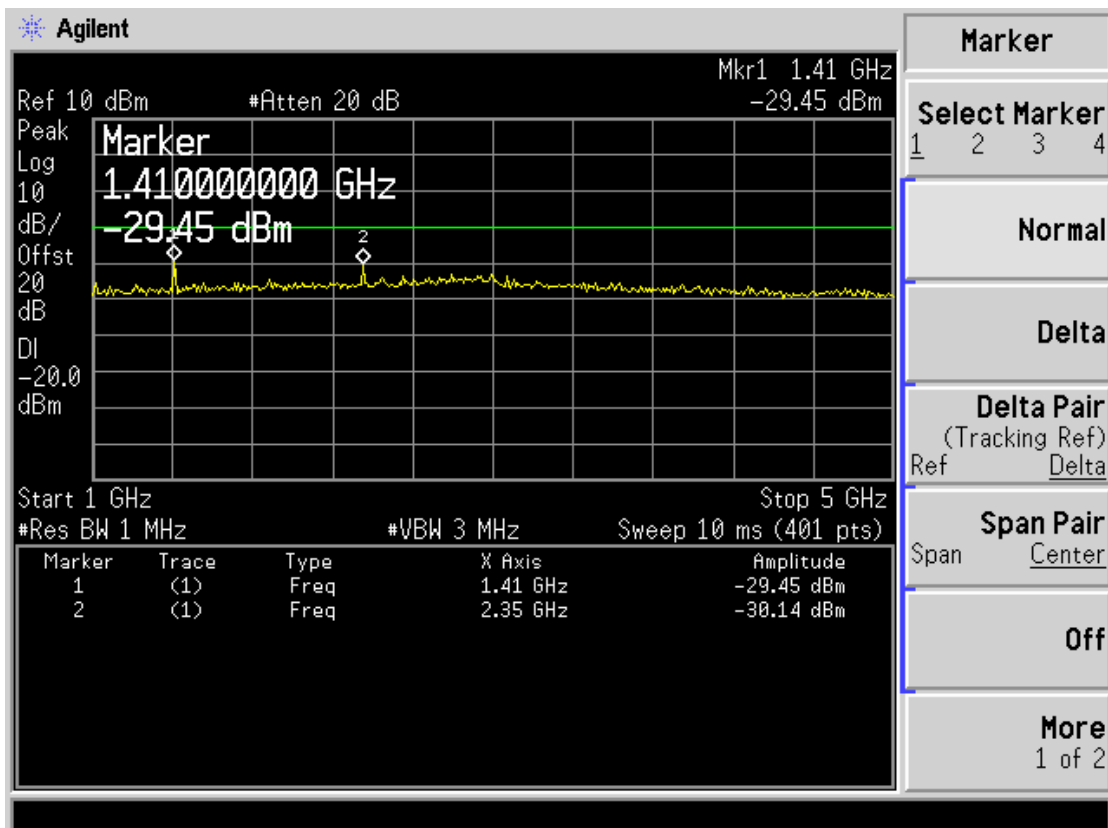 Agilent
Marker
Mkr1 1.41 GHz
Ref 10 dBm #Atten 20 dB -29.45 dBm
Peak
Log
10
dB/
Offst
20
dB
DI
-20.0
dBm
Marker
1.410000000 GHz
-29.45 dBm
1
2
Start 1 GHz Stop 5 GHz
#Res BW 1 MHz #VBW 3 MHz Sweep 10 ms (401 pts)
Marker Trace Type X Axis Amplitude
1 (1) Freq 1.41 GHz -29.45 dBm
2 (1) Freq 2.35 GHz -30.14 dBm
Select Marker
1 2 3 4
Normal
Delta
Delta Pair
(Tracking Ref)
Ref Delta
Span Pair
Span Center
Off
More
1 of 2